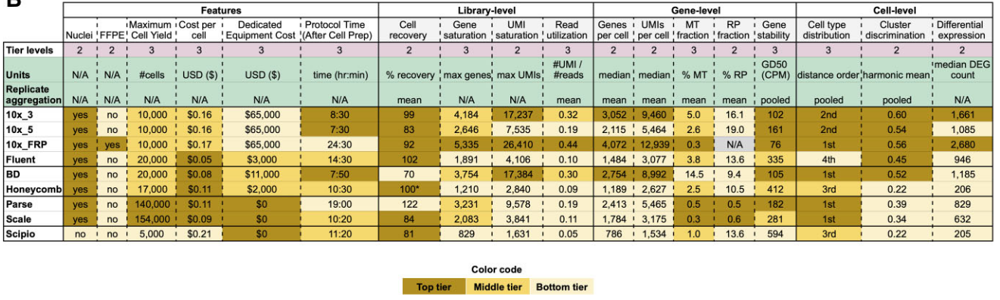 B
Features Library-level Gene-level Cell-level
Nuclei FFPE Maximum Cell Yield Cost per cell Dedicated Equipment Cost Protocol Time (After Cell Prep) Cell recovery Gene saturation UMI saturation Read utilization Genes per cell UMIs per cell MT fraction RP fraction Gene stability Cell type distribution Cluster discrimination Differential expression
Tier levels 2 2 3 3 3 3 2 3 2 3 2 2 3 2 3 3 2 2
Units N/A N/A #cells USD ($) USD ($) time (hr:min) % recovery max genes max UMIs #UMI / #reads median median % MT % RP GD50 (CPM) distance order harmonic mean median DEG count
Replicate aggregation N/A N/A N/A N/A N/A N/A mean N/A N/A mean mean mean mean mean pooled pooled pooled N/A
10x_3 yes no 10,000 $0.16 $65,000 8:30 99 4,184 17,237 0.32 3,052 9,460 5.0 16.1 102 2nd 0.60 1,661
10x_5 yes no 10,000 $0.16 $65,000 7:30 83 2,646 7,535 0.19 2,115 5,464 2.6 19.0 161 2nd 0.54 1,085
10x_FRP yes yes 10,000 $0.17 $65,000 24:30 92 5,335 26,410 0.44 4,072 12,939 0.3 N/A 76 1st 0.56 2,680
Fluent yes no 20,000 $0.05 $3,000 14:30 102 1,891 4,106 0.10 1,484 3,077 3.8 13.6 335 4th 0.45 946
BD yes no 20,000 $0.08 $11,000 7:50 70 3,754 17,384 0.30 2,754 8,992 14.5 9.4 105 1st 0.52 1,185
Honeycomb yes no 17,000 $0.11 $2,000 10:30 100* 1,210 2,840 0.09 1,189 2,627 2.5 10.5 412 3rd 0.22 206
Parse yes no 140,000 $0.11 $0 19:00 122 3,231 9,578 0.19 2,413 5,465 0.5 0.5 182 1st 0.39 829
Scale yes no 154,000 $0.09 $0 10:20 84 2,083 3,841 0.11 1,784 3,175 0.3 0.6 281 1st 0.34 632
Scipio no no 5,000 $0.21 $0 11:20 81 829 1,631 0.05 786 1,534 1.0 13.6 594 3rd 0.22 205
Color code
Top tier Middle tier Bottom tier